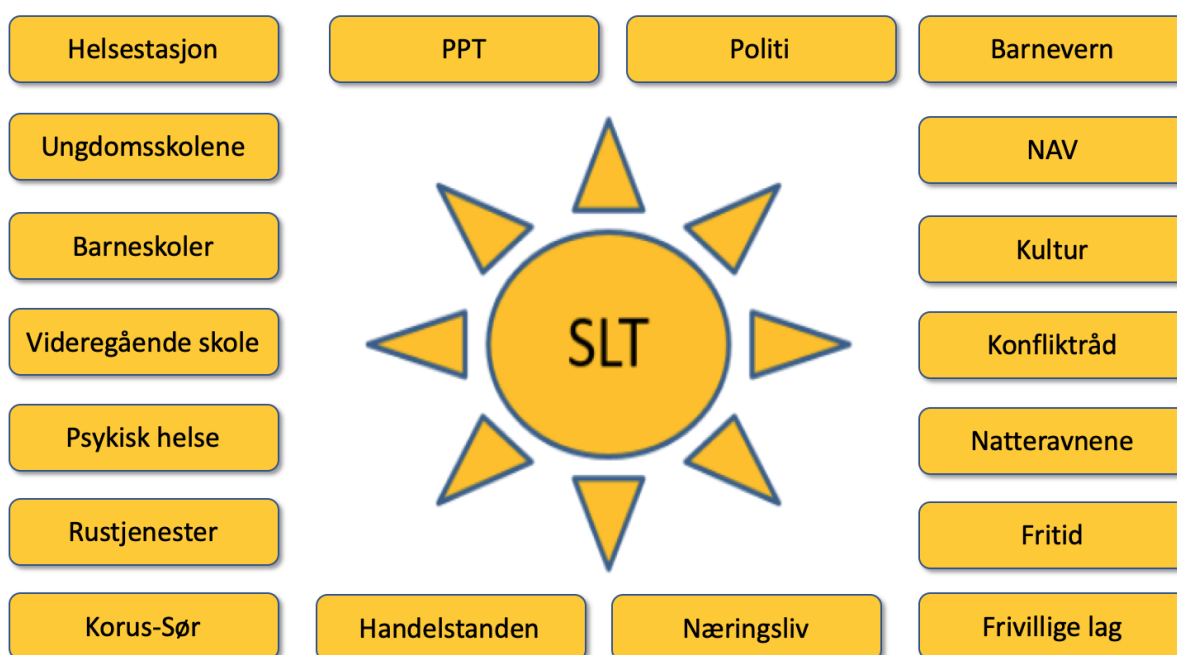 Helsestasjon
PPT
Politi
Barnevern
Ungdomsskolene
NAV
Barneskoler
Kultur
Videregående skole
SLT
Konfliktråd
Psykisk helse
Natteravnene
Rustjenester
Fritid
Korus-Sør
Handelstanden
Næringsliv
Frivillige lag